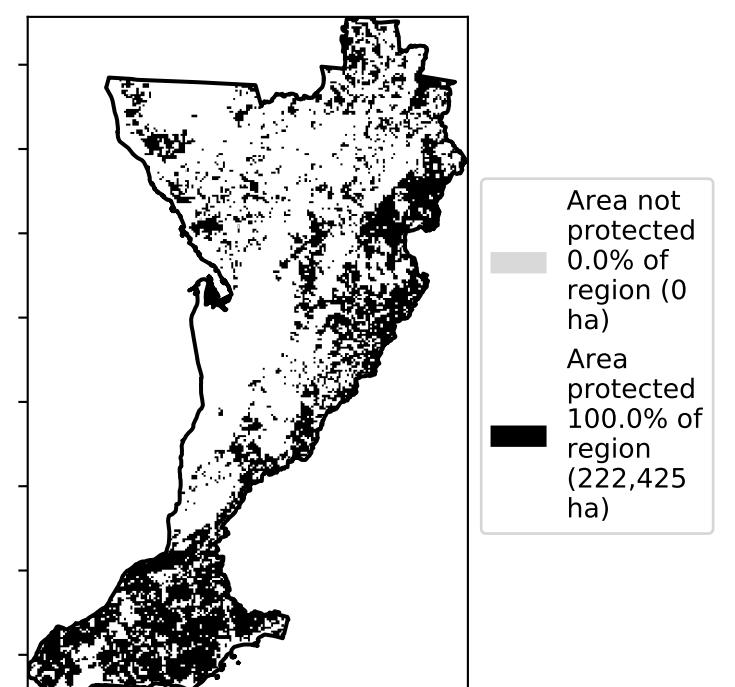 Area not
protected
0.0% of
region (0
ha)
Area
protected
100.0% of
region
(222,425
ha)